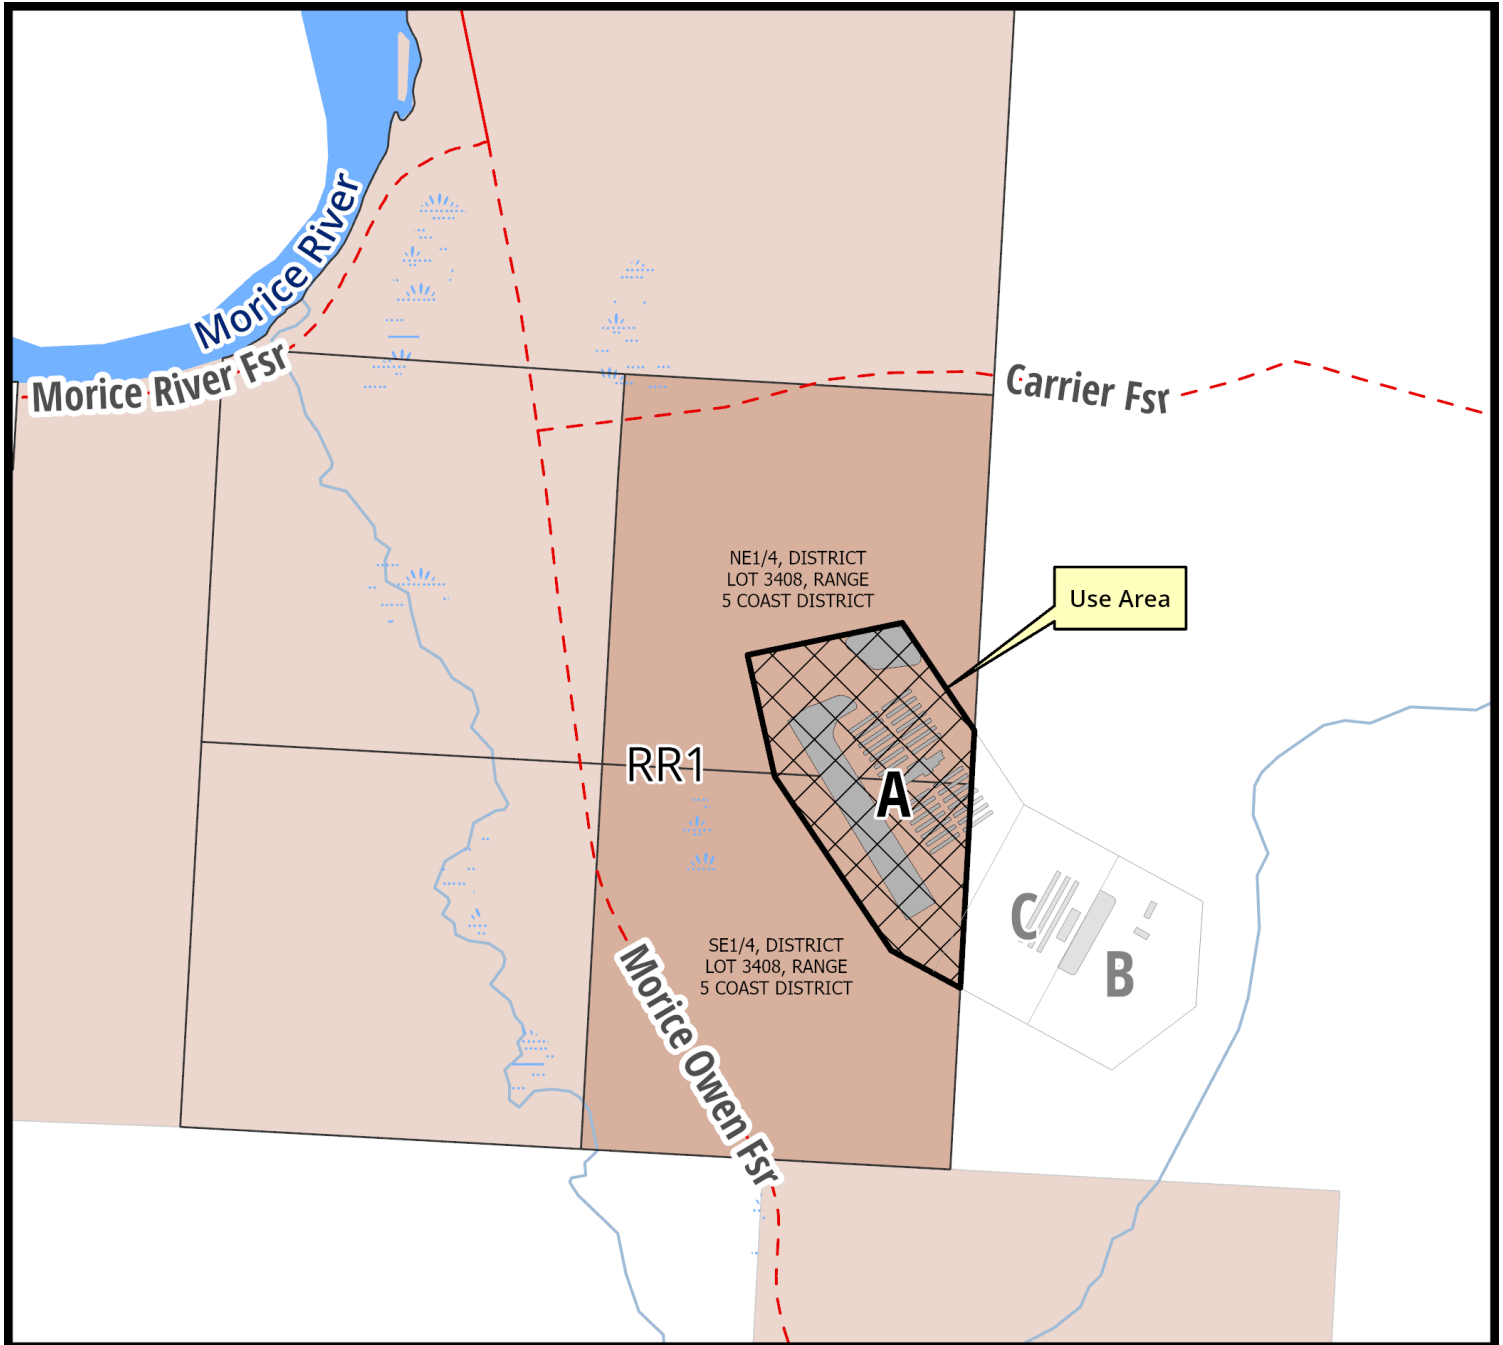 Morice River
Morice River Fsr
Carrier Fsr
NE1/4, DISTRICT
LOT 3408, RANGE
5 COAST DISTRICT
Use Area
RR1
A
C
B
SE1/4, DISTRICT
LOT 3408, RANGE
5 COAST DISTRICT
Morice Owen Fsr